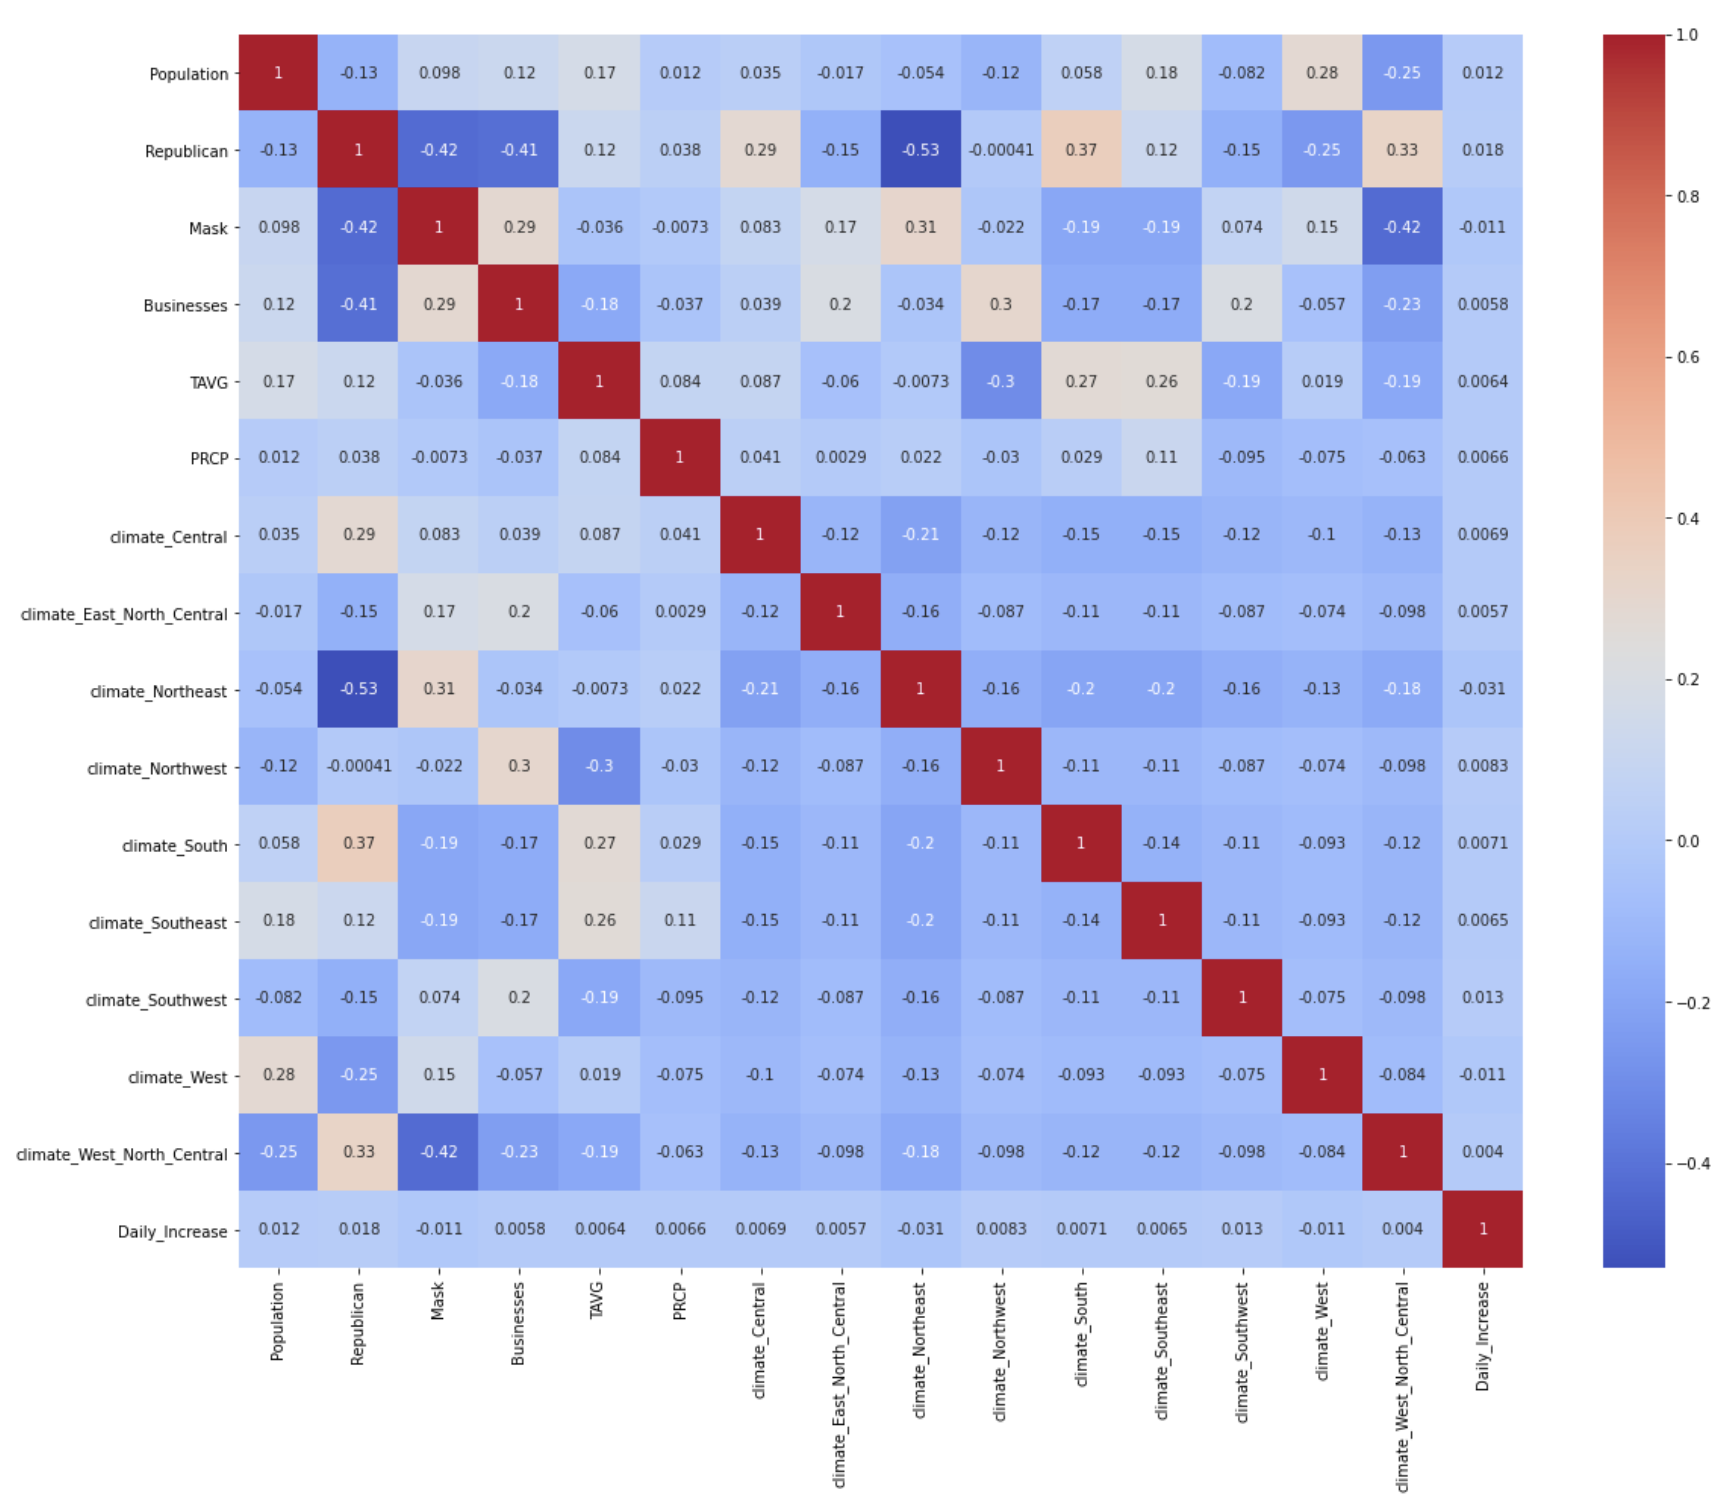 Population 1 -0.13 0.098 0.12 0.17 0.012 0.035 -0.017 -0.054 -0.12 0.058 0.18 -0.082 0.28 -0.25 0.012
Republican -0.13 1 -0.42 -0.41 0.12 0.038 0.29 -0.15 -0.53 -0.00041 0.37 0.12 -0.15 -0.25 0.33 0.018
Mask 0.098 -0.42 1 0.29 -0.036 -0.0073 0.083 0.17 0.31 -0.022 -0.19 -0.19 0.074 0.15 -0.42 -0.011
Businesses 0.12 -0.41 0.29 1 -0.18 -0.037 0.039 0.2 -0.034 0.3 -0.17 -0.17 0.2 -0.057 -0.23 0.0058
TAVG 0.17 0.12 -0.036 -0.18 1 0.084 0.087 -0.06 -0.0073 -0.3 0.27 0.26 -0.19 0.019 -0.19 0.0064
PRCP 0.012 0.038 -0.0073 -0.037 0.084 1 0.041 0.0029 0.022 -0.03 0.029 0.11 -0.095 -0.075 -0.063 0.0066
climate_Central 0.035 0.29 0.083 0.039 0.087 0.041 1 -0.12 -0.21 -0.12 -0.15 -0.15 -0.12 -0.1 -0.13 0.0069
climate_East_North_Central -0.017 -0.15 0.17 0.2 -0.06 0.0029 -0.12 1 -0.16 -0.087 -0.11 -0.11 -0.087 -0.074 -0.098 0.0057
climate_Northeast -0.054 -0.53 0.31 -0.034 -0.0073 0.022 -0.21 -0.16 1 -0.16 -0.2 -0.2 -0.16 -0.13 -0.18 -0.031
climate_Northwest -0.12 -0.00041 -0.022 0.3 -0.3 -0.03 -0.12 -0.087 -0.16 1 -0.11 -0.11 -0.087 -0.074 -0.098 0.0083
climate_South 0.058 0.37 -0.19 -0.17 0.27 0.029 -0.15 -0.11 -0.2 -0.11 1 -0.14 -0.11 -0.093 -0.12 0.0071
climate_Southeast 0.18 0.12 -0.19 -0.17 0.26 0.11 -0.15 -0.11 -0.2 -0.11 -0.14 1 -0.11 -0.093 -0.12 0.0065
climate_Southwest -0.082 -0.15 0.074 0.2 -0.19 -0.095 -0.12 -0.087 -0.16 -0.087 -0.11 -0.11 1 -0.075 -0.098 0.013
climate_West 0.28 -0.25 0.15 -0.057 0.019 -0.075 -0.1 -0.074 -0.13 -0.074 -0.093 -0.093 -0.075 1 -0.084 -0.011
climate_West_North_Central -0.25 0.33 -0.42 -0.23 -0.19 -0.063 -0.13 -0.098 -0.18 -0.098 -0.12 -0.12 -0.098 -0.084 1 0.004
Daily_Increase 0.012 0.018 -0.011 0.0058 0.0064 0.0066 0.0069 0.0057 -0.031 0.0083 0.0071 0.0065 0.013 -0.011 0.004 1
Population
Republican
Mask
Businesses
TAVG
PRCP
climate_Central
climate_East_North_Central
climate_Northeast
climate_Northwest
climate_South
climate_Southeast
climate_Southwest
climate_West
climate_West_North_Central
Daily_Increase
1.0
0.8
0.6
0.4
0.2
0.0
−0.2
−0.4